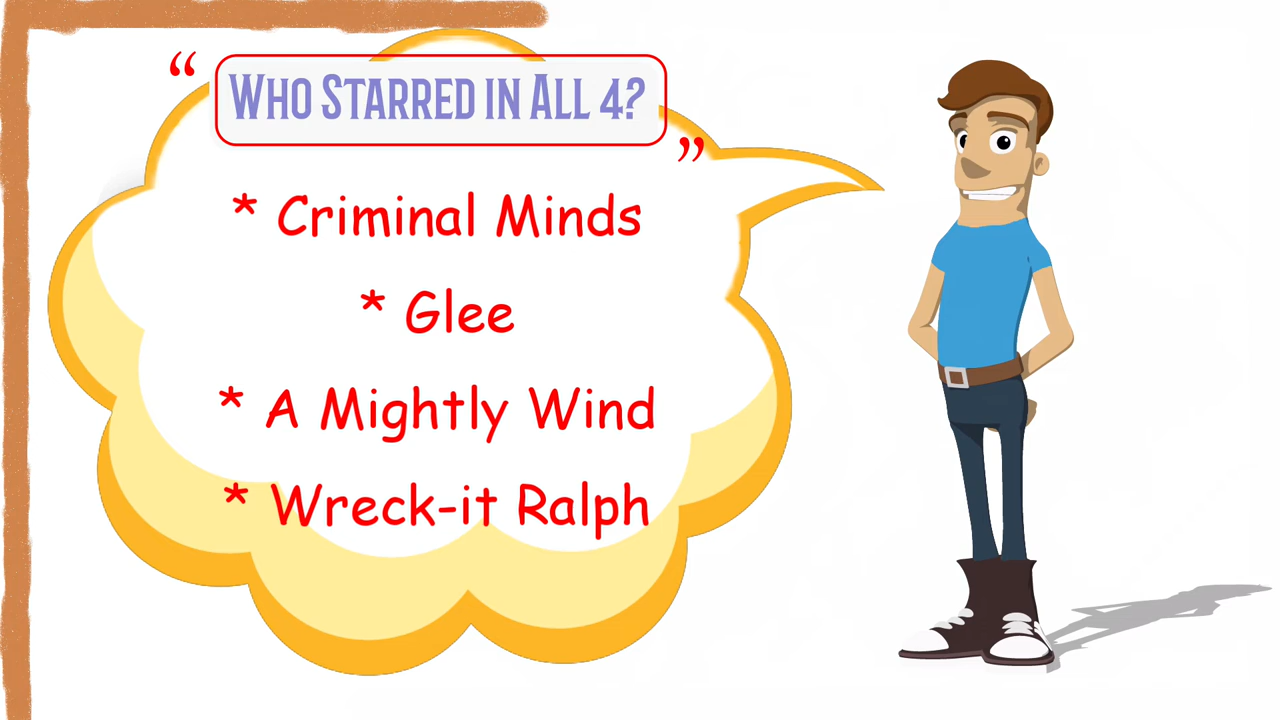 “
Who Starred in All 4?
”
* Criminal Minds
* Glee
* A Mightly Wind
* Wreck-it Ralph